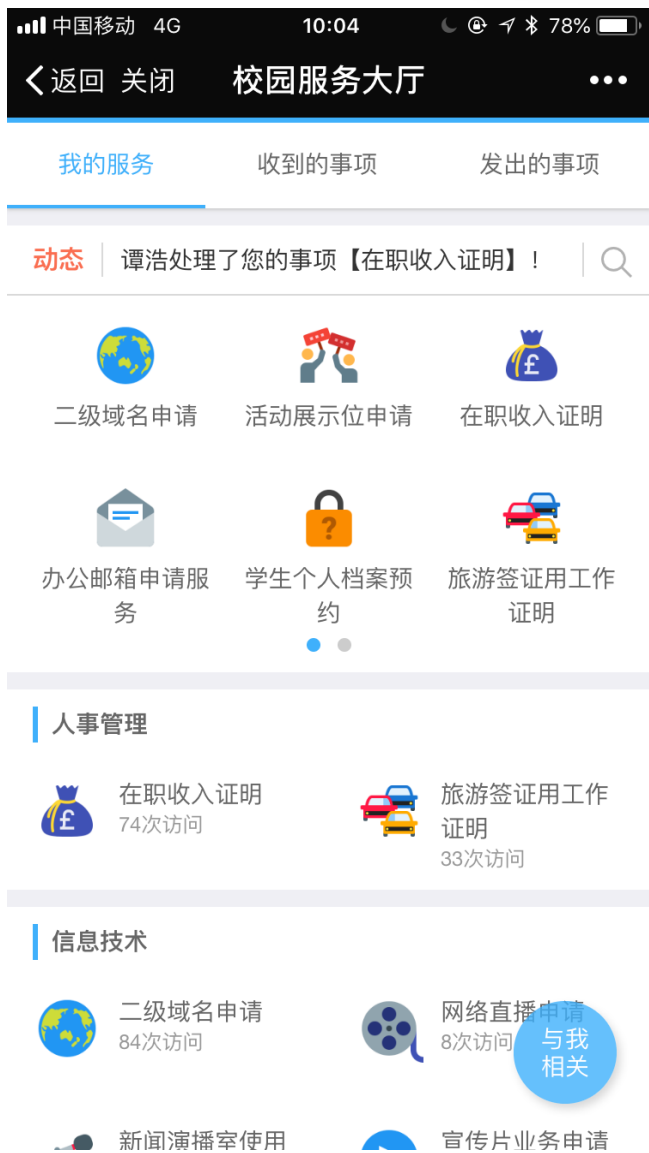 中国移动 4G 10:04 78%
返回 关闭 校园服务大厅
我的服务 收到的事项 发出的事项
动态 谭浩处理了您的事项【在职收入证明】!
二级域名申请 活动展示位申请 在职收入证明
办公邮箱申请服
务
学生个人档案预
约
旅游签证用工作
证明
人事管理
在职收入证明
74次访问
旅游签证用工作
证明
33次访问
信息技术
二级域名申请
84次访问
网络直播申请
8次访问
与我
相关
新闻演播室使用
宣传片业务申请